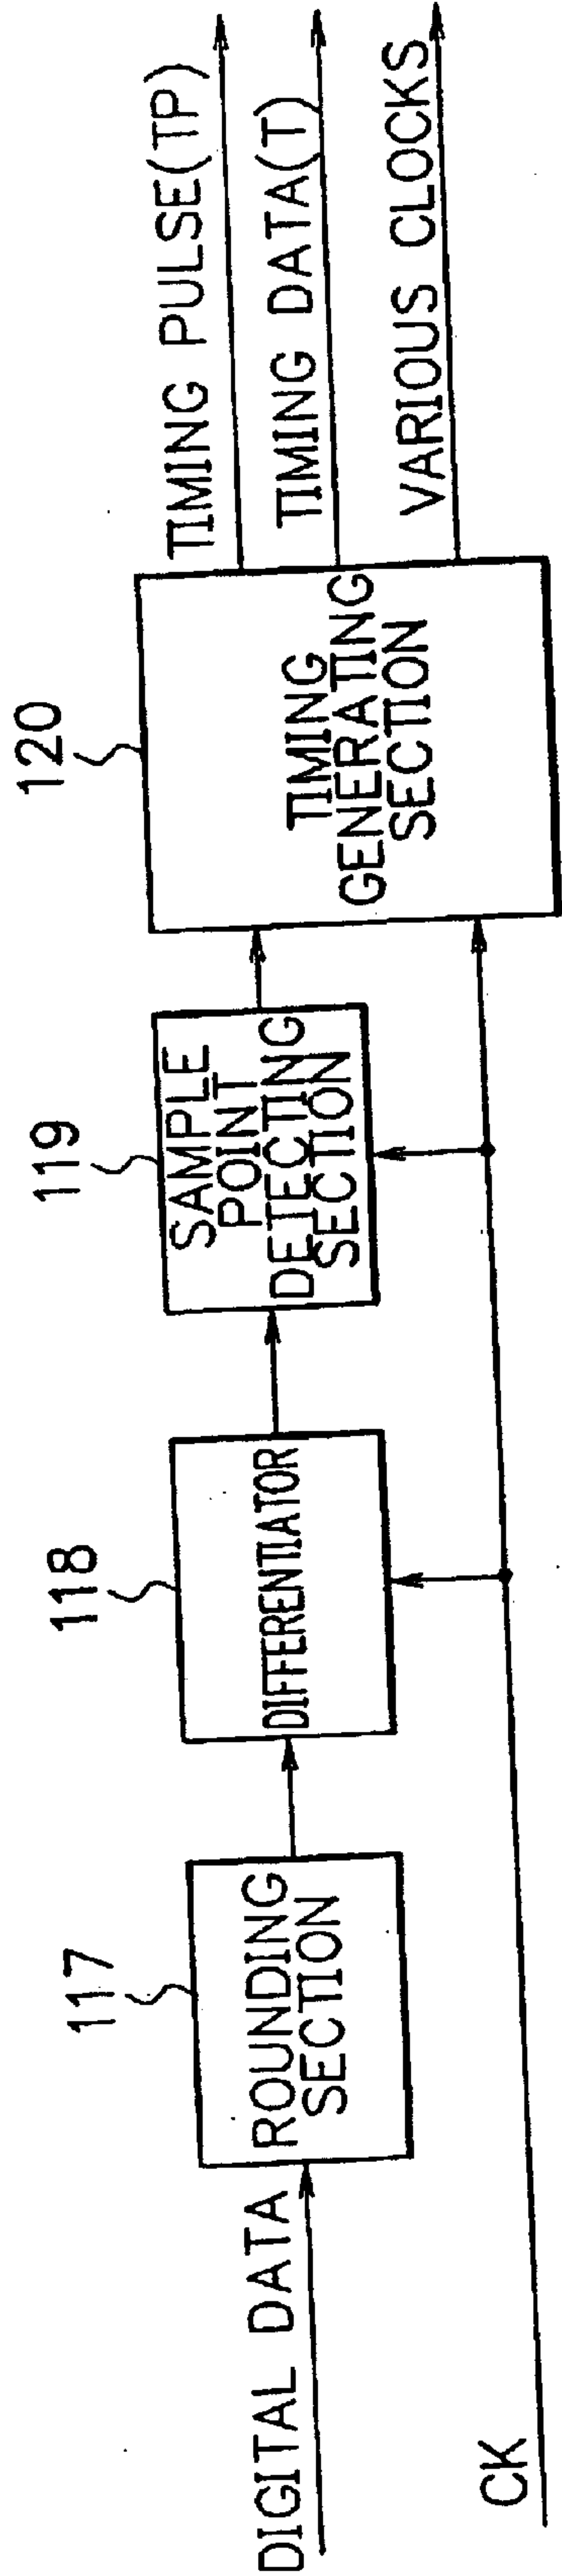 DIGITAL DATA
117
ROUNDING
SECTION
118
DIFFERENTIATOR
119
SAMPLE
POINT
DETECTING
SECTION
120
TIMING
GENERATING
SECTION
TIMING PULSE(TP)
TIMING DATA(T)
VARIOUS CLOCKS
CK